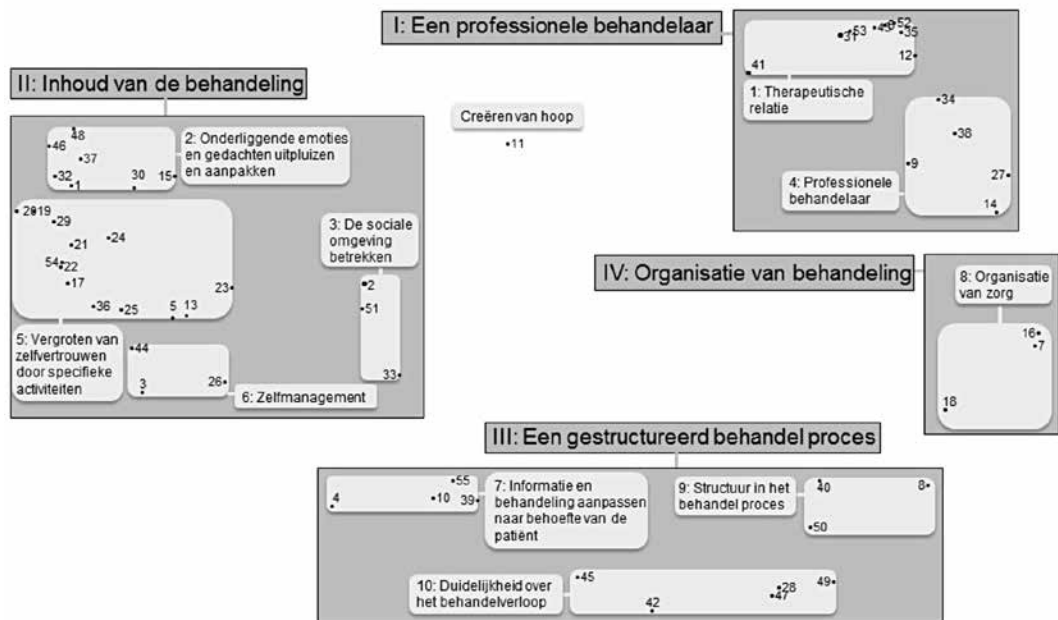 I: Een professionele behandelaar
31
53
43
52
35
12
41
1: Therapeutische
relatie
34
38
9
27
14
4: Professionele
behandelaar
II: Inhoud van de behandeling
48
46
37
32
1
30
15
2: Onderliggende emoties
en gedachten uitpluizen
en aanpakken
Creëren van hoop
11
19
29
21
24
54
22
17
36
25
5
13
23
3: De sociale
omgeving
betrekken
2
51
33
5: Vergroten van
zelfvertrouwen
door specifieke
activiteiten
44
3
26
6: Zelfmanagement
IV: Organisatie van behandeling
8: Organisatie
van zorg
16
7
18
III: Een gestructureerd behandel proces
55
4
10
39
7: Informatie en
behandeling aanpassen
naar behoefte van de
patiënt
9: Structuur in het
behandel proces
40
8
50
10: Duidelijkheid over
het behandelverloop
45
42
28
47
49